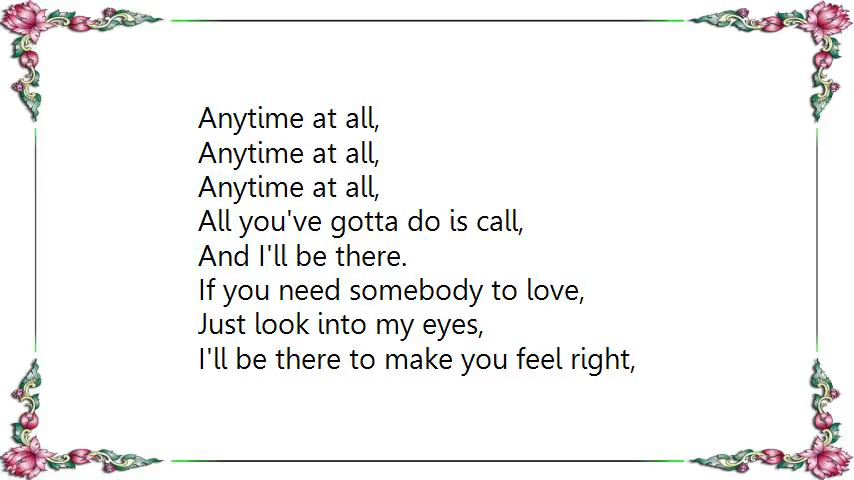 Anytime at all,
Anytime at all,
Anytime at all,
All you've gotta do is call,
And I'll be there.
If you need somebody to love,
Just look into my eyes,
I'll be there to make you feel right,